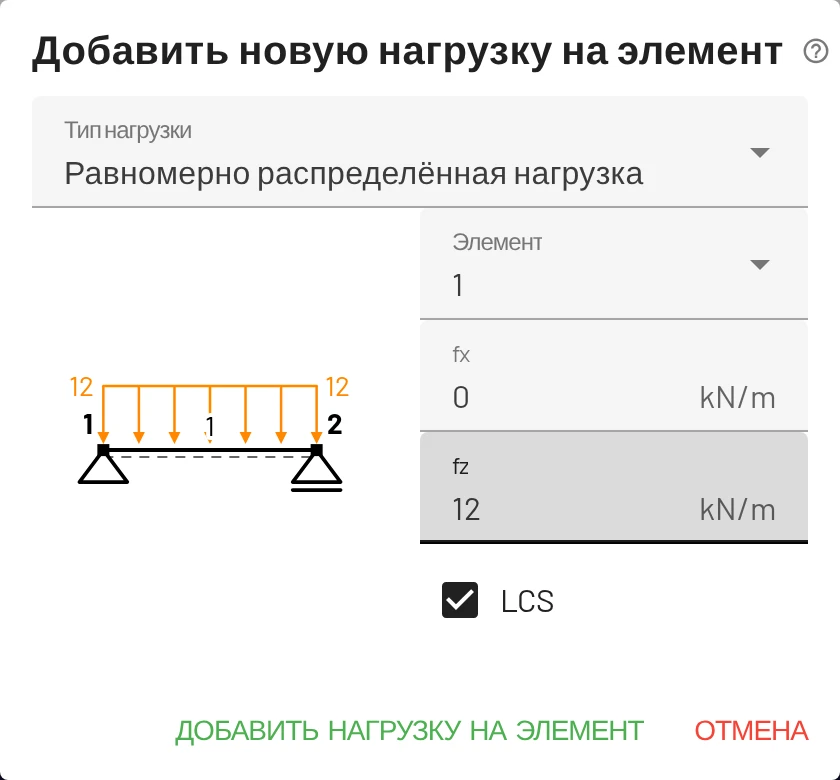 Добавить новую нагрузку на элемент
Тип нагрузки
Равномерно распределённая нагрузка
Элемент
1
fx
0 kN/m
fz
12 kN/m
LCS
12 12
1 1 2
ДОБАВИТЬ НАГРУЗКУ НА ЭЛЕМЕНТ ОТМЕНА